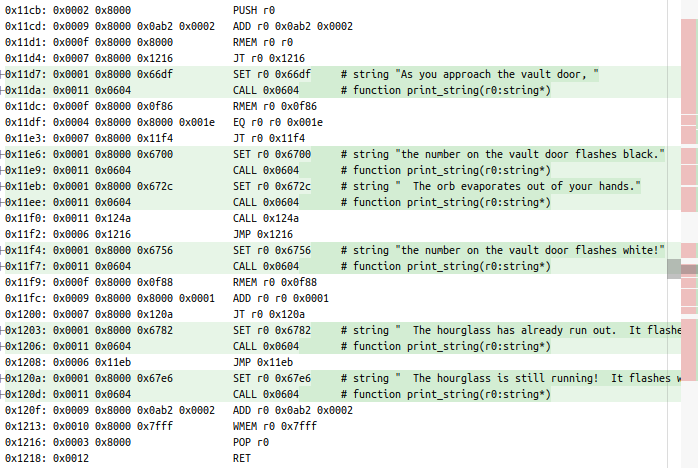 0x11cb: 0x0002 0x8000 PUSH r0
0x11cd: 0x0009 0x8000 0x0ab2 0x0002 ADD r0 0x0ab2 0x0002
0x11d1: 0x000f 0x8000 0x8000 RMEM r0 r0
0x11d4: 0x0007 0x8000 0x1216 JT r0 0x1216
0x11d7: 0x0001 0x8000 0x66df SET r0 0x66df # string "As you approach the vault door, "
0x11da: 0x0011 0x0604 CALL 0x0604 # function print_string(r0:string*)
0x11dc: 0x000f 0x8000 0x0f86 RMEM r0 0x0f86
0x11df: 0x0004 0x8000 0x8000 0x001e EQ r0 r0 0x001e
0x11e3: 0x0007 0x8000 0x11f4 JT r0 0x11f4
0x11e6: 0x0001 0x8000 0x6700 SET r0 0x6700 # string "the number on the vault door flashes black."
0x11e9: 0x0011 0x0604 CALL 0x0604 # function print_string(r0:string*)
0x11eb: 0x0001 0x8000 0x672c SET r0 0x672c # string "  The orb evaporates out of your hands."
0x11ee: 0x0011 0x0604 CALL 0x0604 # function print_string(r0:string*)
0x11f0: 0x0011 0x124a CALL 0x124a
0x11f2: 0x0006 0x1216 JMP 0x1216
0x11f4: 0x0001 0x8000 0x6756 SET r0 0x6756 # string "the number on the vault door flashes white!"
0x11f7: 0x0011 0x0604 CALL 0x0604 # function print_string(r0:string*)
0x11f9: 0x000f 0x8000 0x0f88 RMEM r0 0x0f88
0x11fc: 0x0009 0x8000 0x8000 0x0001 ADD r0 r0 0x0001
0x1200: 0x0007 0x8000 0x120a JT r0 0x120a
0x1203: 0x0001 0x8000 0x6782 SET r0 0x6782 # string "  The hourglass has already run out.  It flashe
0x1206: 0x0011 0x0604 CALL 0x0604 # function print_string(r0:string*)
0x1208: 0x0006 0x11eb JMP 0x11eb
0x120a: 0x0001 0x8000 0x67e6 SET r0 0x67e6 # string "  The hourglass is still running!  It flashes w
0x120d: 0x0011 0x0604 CALL 0x0604 # function print_string(r0:string*)
0x120f: 0x0009 0x8000 0x0ab2 0x0002 ADD r0 0x0ab2 0x0002
0x1213: 0x0010 0x8000 0x7fff WMEM r0 0x7fff
0x1216: 0x0003 0x8000 POP r0
0x1218: 0x0012 RET